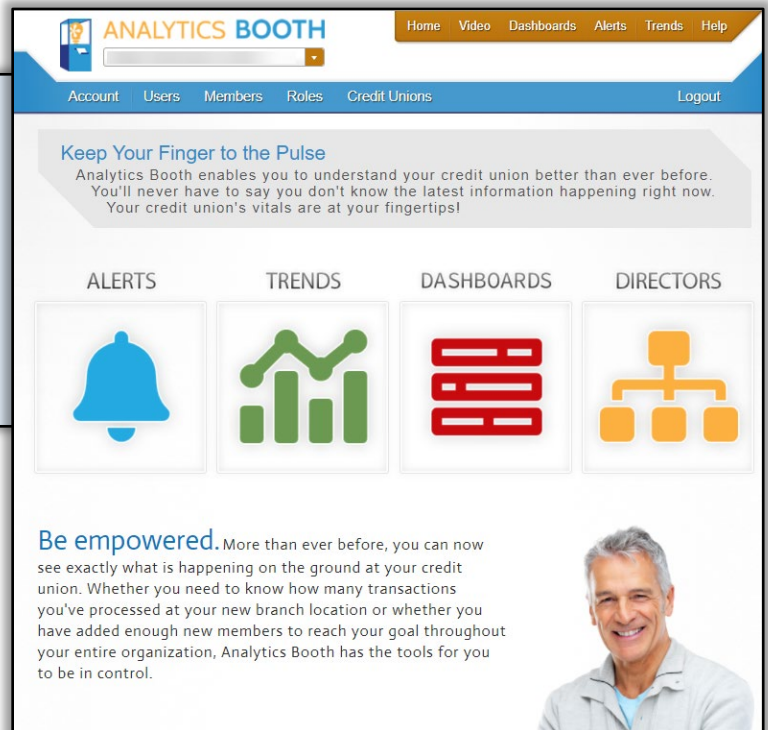 ANALYTICS BOOTH
Home Video Dashboards Alerts Trends Help
Account Users Members Roles Credit Unions Logout
Keep Your Finger to the Pulse
Analytics Booth enables you to understand your credit union better than ever before.
You'll never have to say you don't know the latest information happening right now.
Your credit union's vitals are at your fingertips!
ALERTS TRENDS DASHBOARDS DIRECTORS
Be empowered. More than ever before, you can now
see exactly what is happening on the ground at your credit
union. Whether you need to know how many transactions
you've processed at your new branch location or whether you
have added enough new members to reach your goal throughout
your entire organization, Analytics Booth has the tools for you
to be in control.